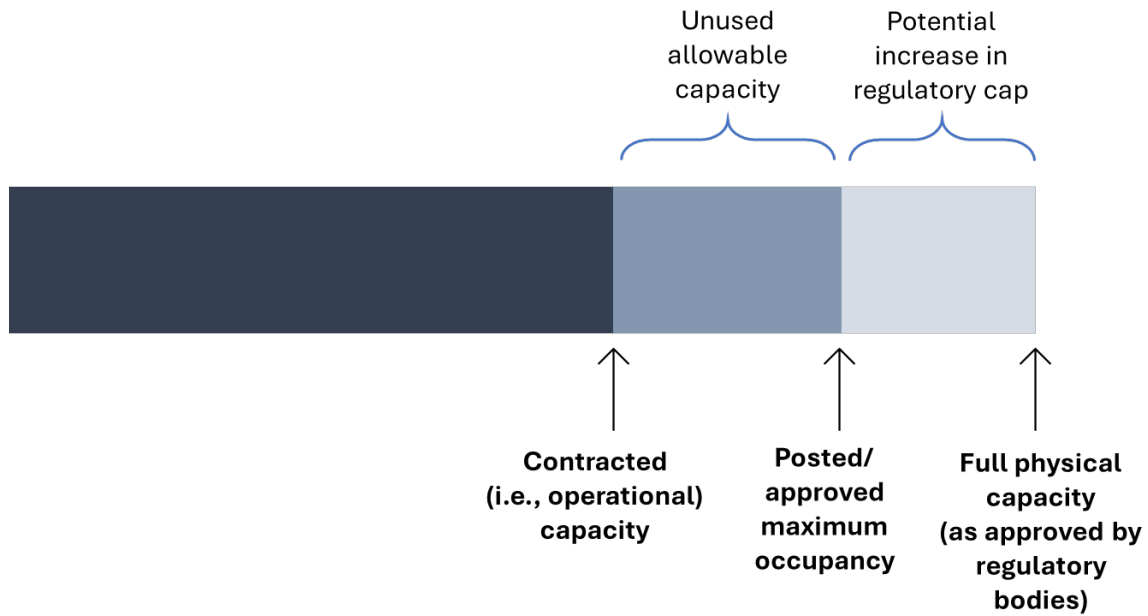 Unused
allowable
capacity
Potential
increase in
regulatory cap
Contracted
(i.e., operational)
capacity
Posted/
approved
maximum
occupancy
Full physical
capacity
(as approved by
regulatory
bodies)